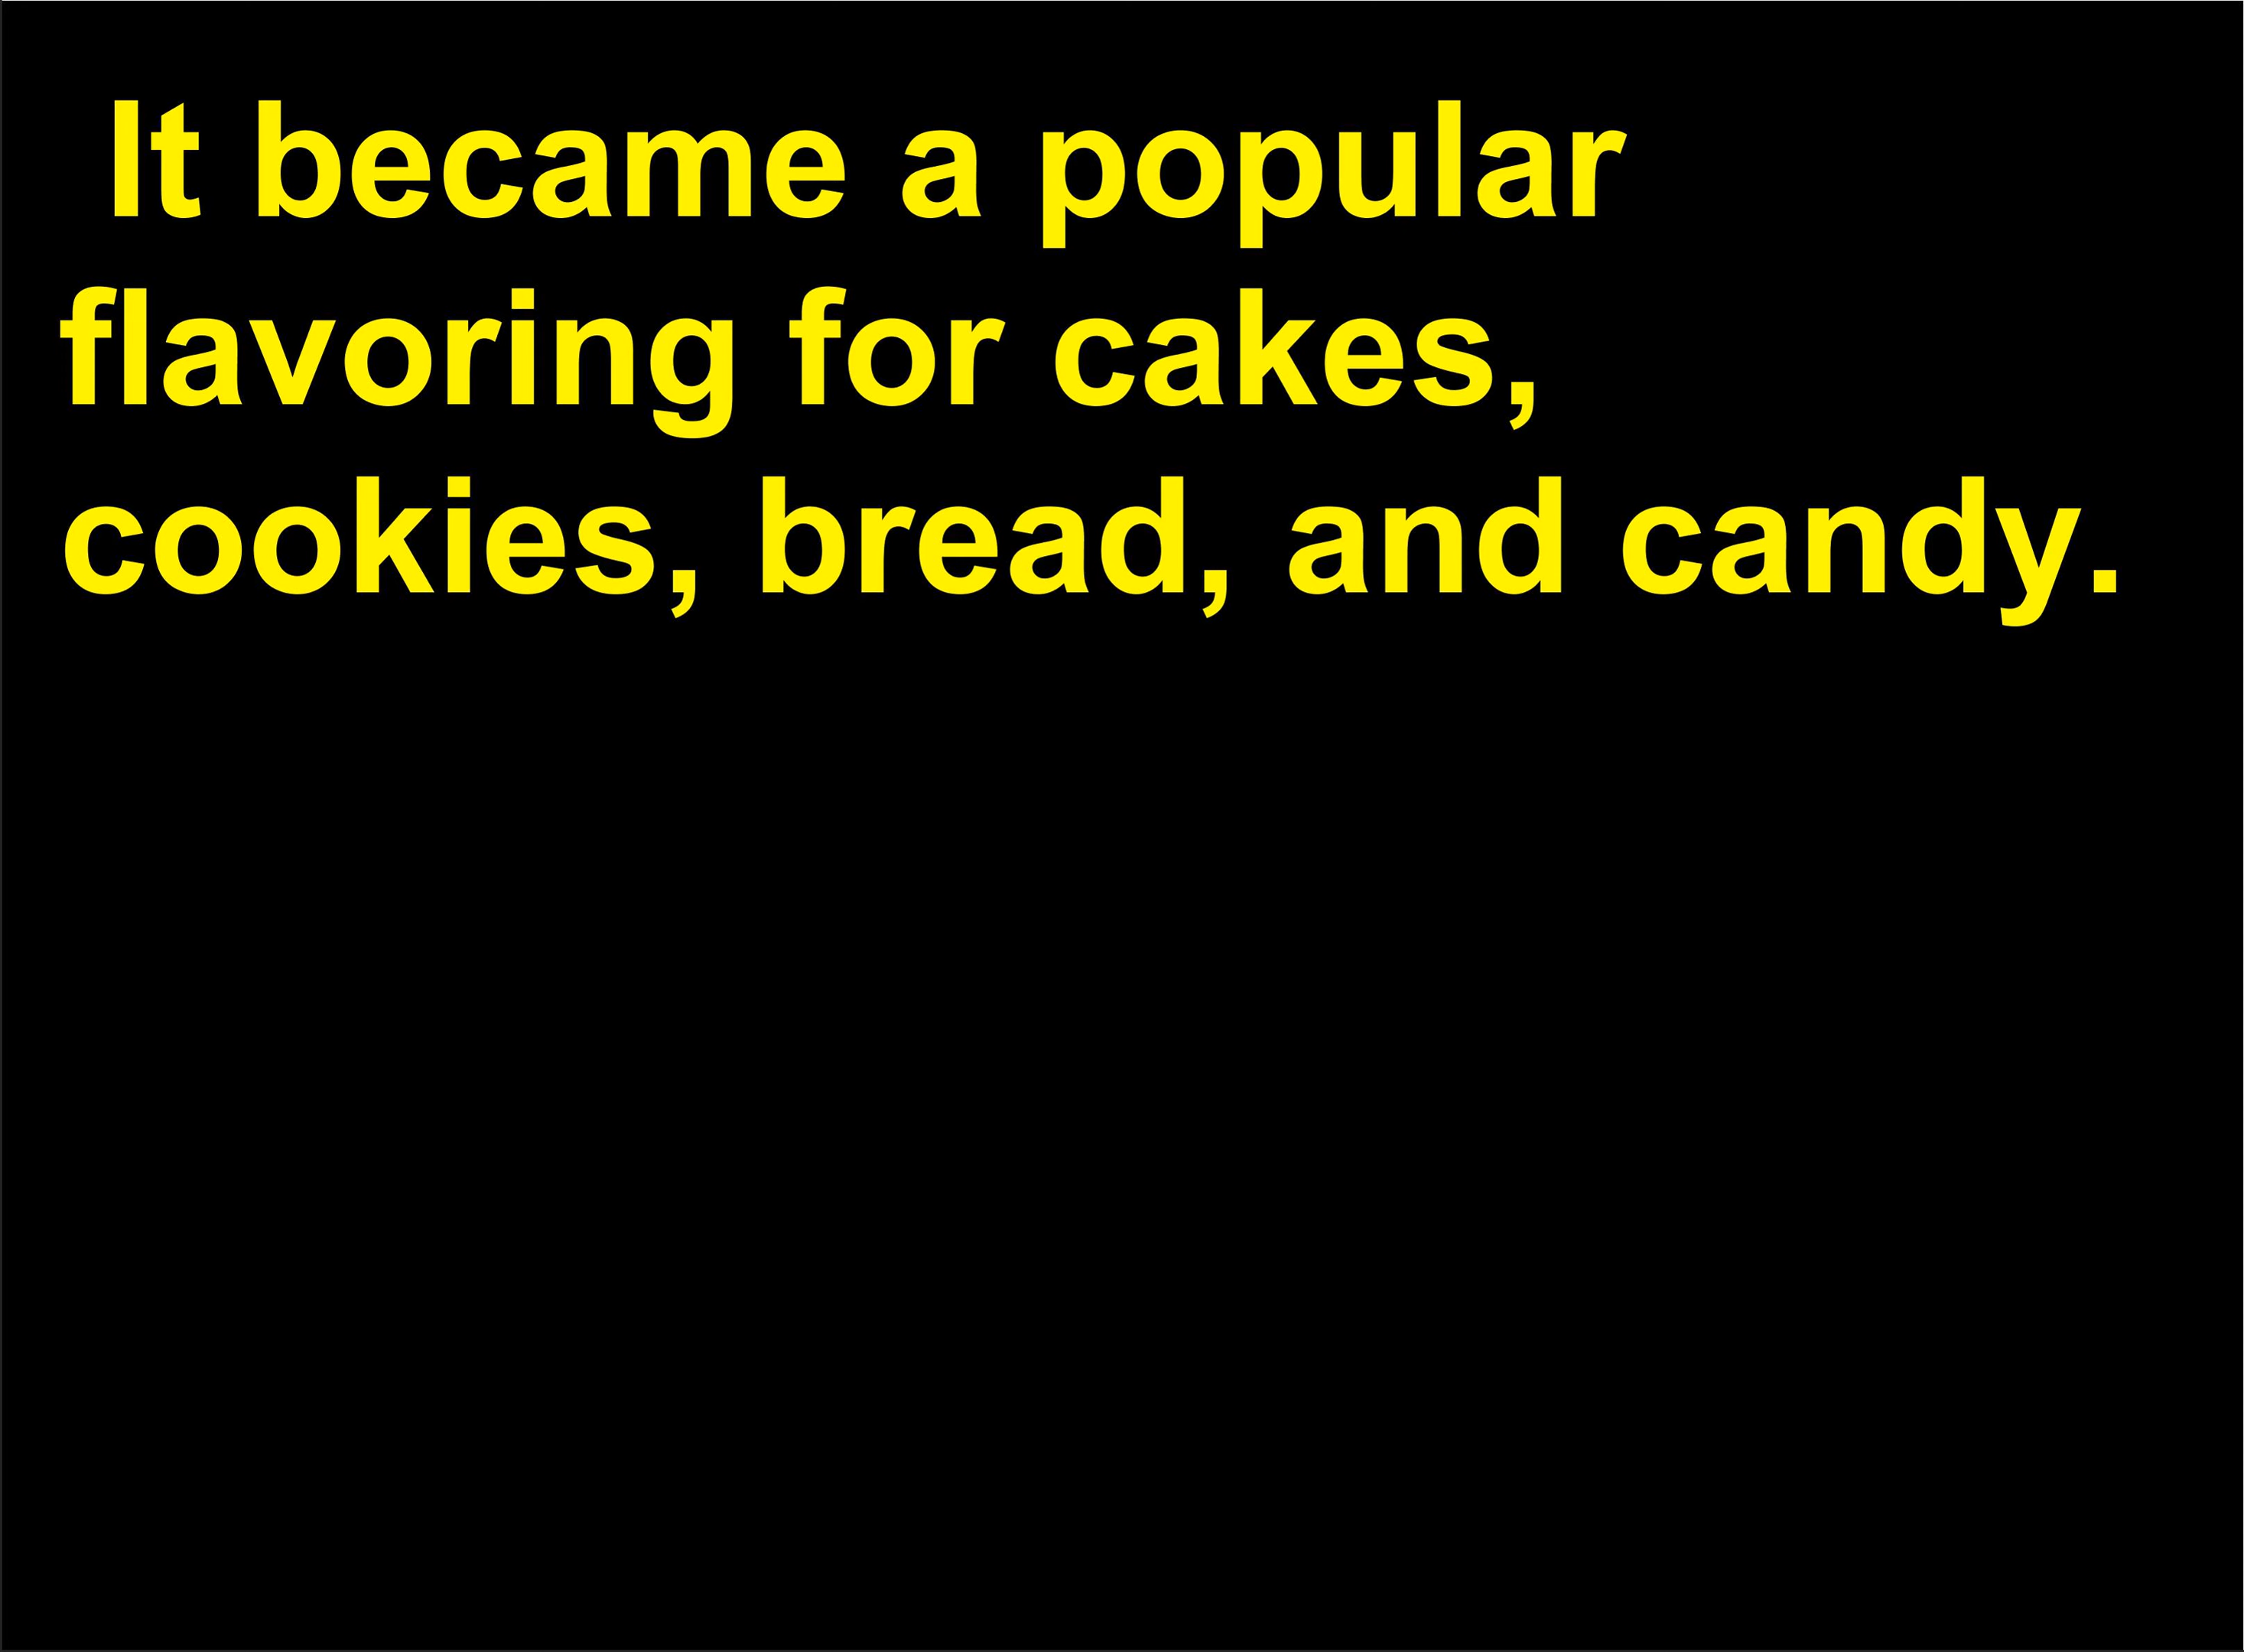 It became a popular
flavoring for cakes,
cookies, bread, and candy.